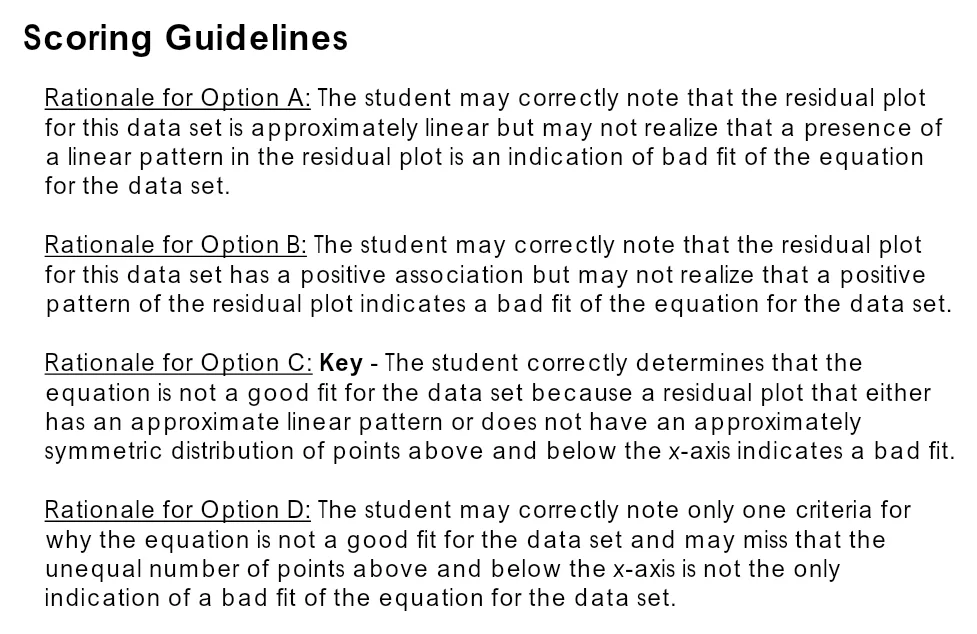 Scoring Guidelines
Rationale for Option A: The student may correctly note that the residual plot
for this data set is approximately linear but may not realize that a presence of
a linear pattern in the residual plot is an indication of bad fit of the equation
for the data set.
Rationale for Option B: The student may correctly note that the residual plot
for this data set has a positive association but may not realize that a positive
pattern of the residual plot indicates a bad fit of the equation for the data set.
Rationale for Option C: Key - The student correctly determines that the
equation is not a good fit for the data set because a residual plot that either
has an approximate linear pattern or does not have an approximately
symmetric distribution of points above and below the x-axis indicates a bad fit.
Rationale for Option D: The student may correctly note only one criteria for
why the equation is not a good fit for the data set and may miss that the
unequal number of points above and below the x-axis is not the only
indication of a bad fit of the equation for the data set.